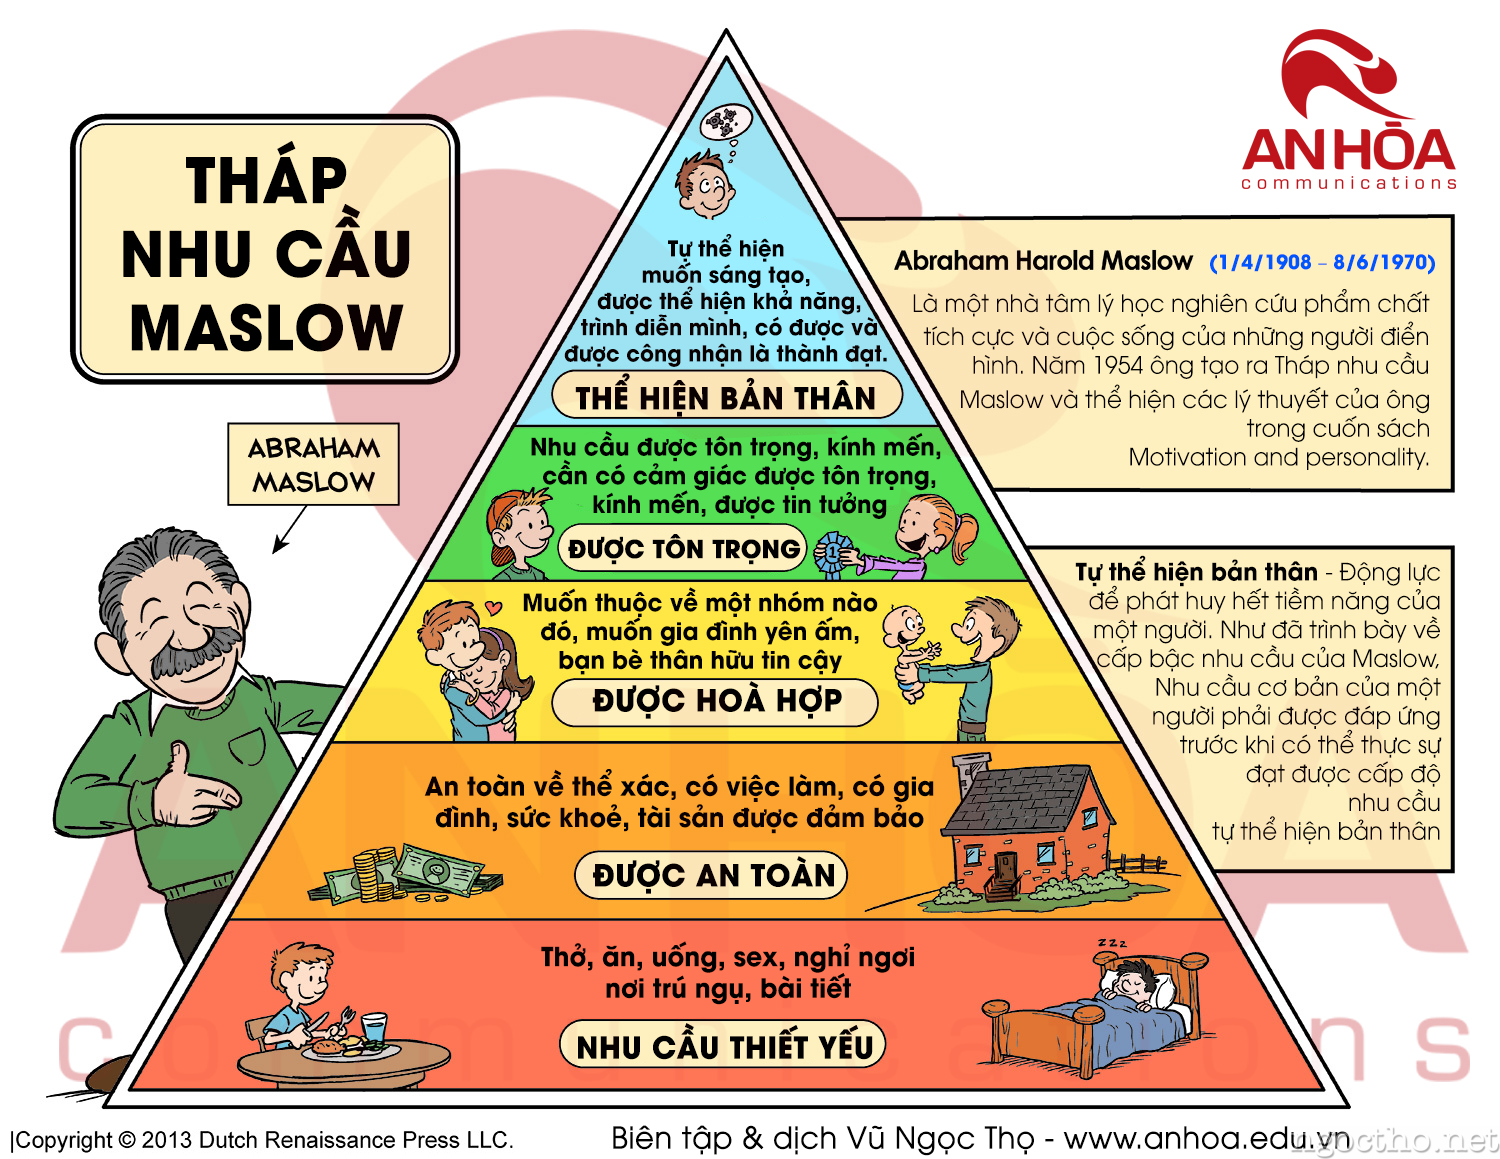 THÁP
NHU CẦU
MASLOW
ANHÒA
communications
ABRAHAM
MASLOW
Tự thể hiện
muốn sáng tạo,
được thể hiện khả năng,
trình diễn mình, có được và
được công nhận là thành đạt.
THỂ HIỆN BẢN THÂN
Nhu cầu được tôn trọng, kính mến,
cần có cảm giác được tôn trọng,
kính mến, được tin tưởng
ĐƯỢC TÔN TRỌNG
1
Muốn thuộc về một nhóm nào
đó, muốn gia đình yên ấm,
bạn bè thân hữu tin cậy
ĐƯỢC HOÀ HỢP
An toàn về thể xác, có việc làm, có gia
đình, sức khoẻ, tài sản được đảm bảo
ĐƯỢC AN TOÀN
Thở, ăn, uống, sex, nghỉ ngơi
nơi trú ngụ, bài tiết
NHU CẦU THIẾT YẾU
zzz
Abraham Harold Maslow (1/4/1908 – 8/6/1970)
Là một nhà tâm lý học nghiên cứu phẩm chất
tích cực và cuộc sống của những người điển
hình. Năm 1954 ông tạo ra Tháp nhu cầu
Maslow và thể hiện các lý thuyết của ông
trong cuốn sách
Motivation and personality.
Tự thể hiện bản thân - Động lực
để phát huy hết tiềm năng của
một người. Như đã trình bày về
cấp bậc nhu cầu của Maslow,
Nhu cầu cơ bản của một
người phải được đáp ứng
trước khi có thể thực sự
đạt được cấp độ
nhu cầu
tự thể hiện bản thân
ANHÒA
communications
|Copyright © 2013 Dutch Renaissance Press LLC.
Biên tập & dịch Vũ Ngọc Thọ - www.anhoa.edu.vn
ngoctho.net